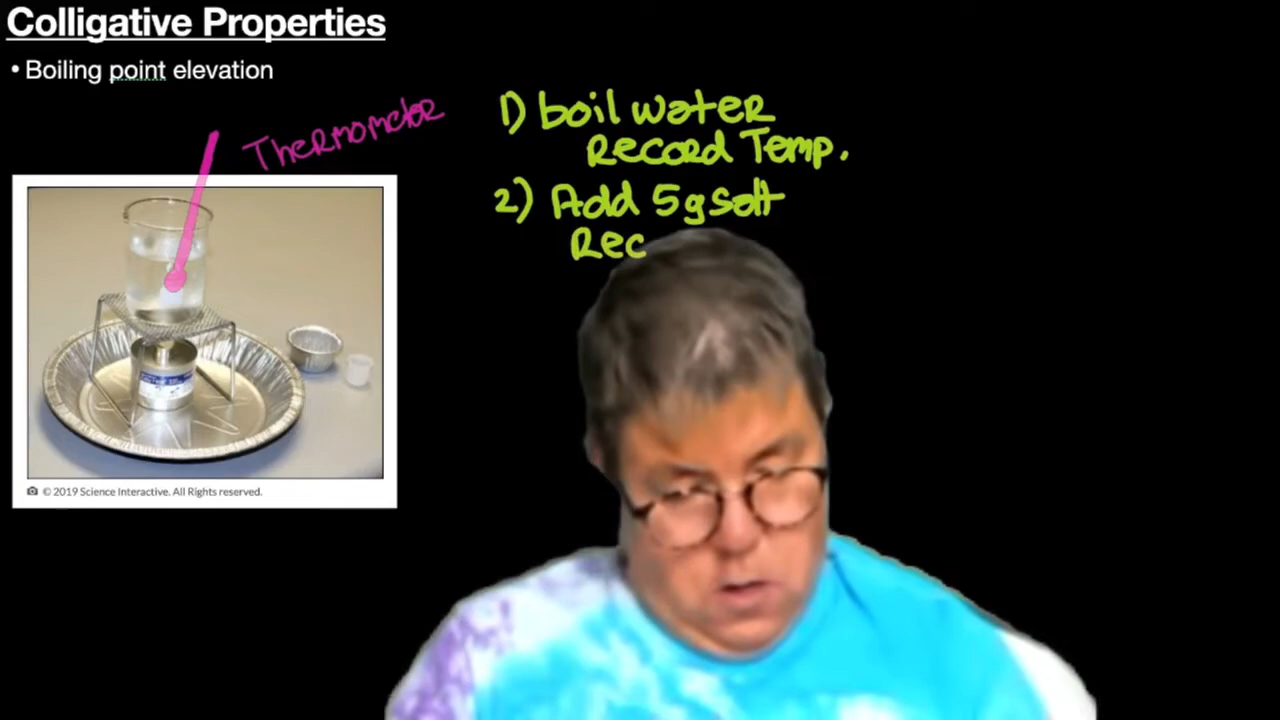 Colligative Properties
• Boiling point elevation
Thermometer
1) boil water
Record Temp.
2) Add 5g salt
Rec
© 2019 Science Interactive. All Rights reserved.